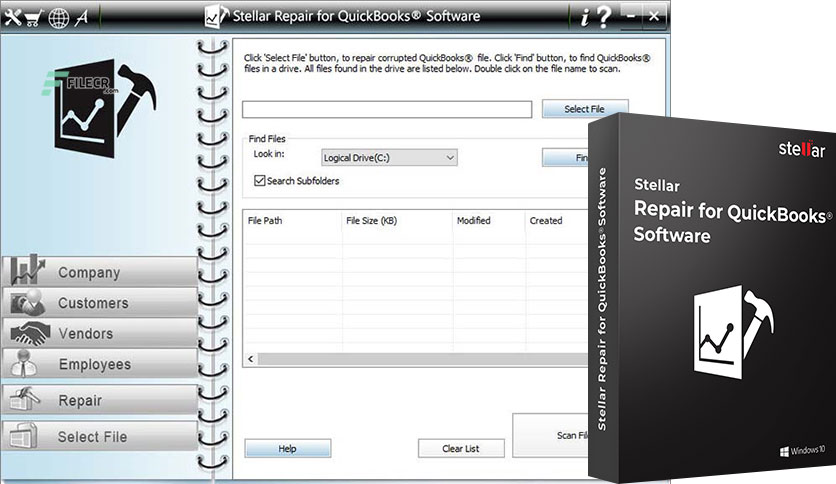 Stellar Repair for QuickBooks® Software
Click 'Select File' button, to repair corrupted QuickBooks® file. Click 'Find' button, to find QuickBooks®
files in a drive. All files found in the drive are listed below. Double click on the file name to scan.
FILECR
.com
Select File
Find Files
Look in:
Logical Drive(C:)
Search Subfolders
File Path
File Size (KB)
Modified
Created
Company
Customers
Vendors
Employees
Repair
Select File
Help
Clear List
Scan
stellar
Stellar
Repair for QuickBooks®
Software
Stellar Repair for QuickBooks® Software
Windows 10